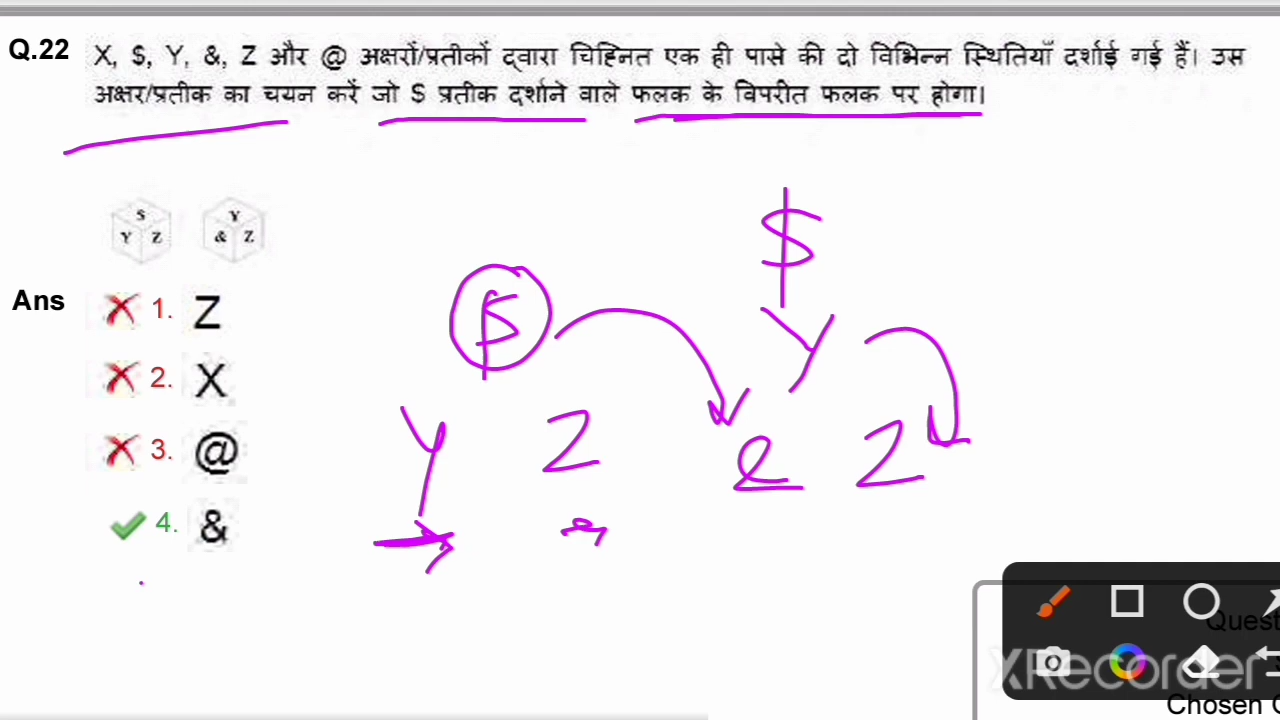 Q.22 X, $, Y, &, Z और @ अक्षरों/प्रतीकों द्वारा चिह्नित एक ही पासे की दो विभिन्न स्थितियाँ दर्शाई गई हैं। उस
अक्षर/प्रतीक का चयन करें जो $ प्रतीक दर्शाने वाले फलक के विपरीत फलक पर होगा।
$ Y Z
Y & Z
$
$
Y
Y Z
& Z
Ans 1. Z
2. X
3. @
4. &
Quest
XRecorder
Chosen O